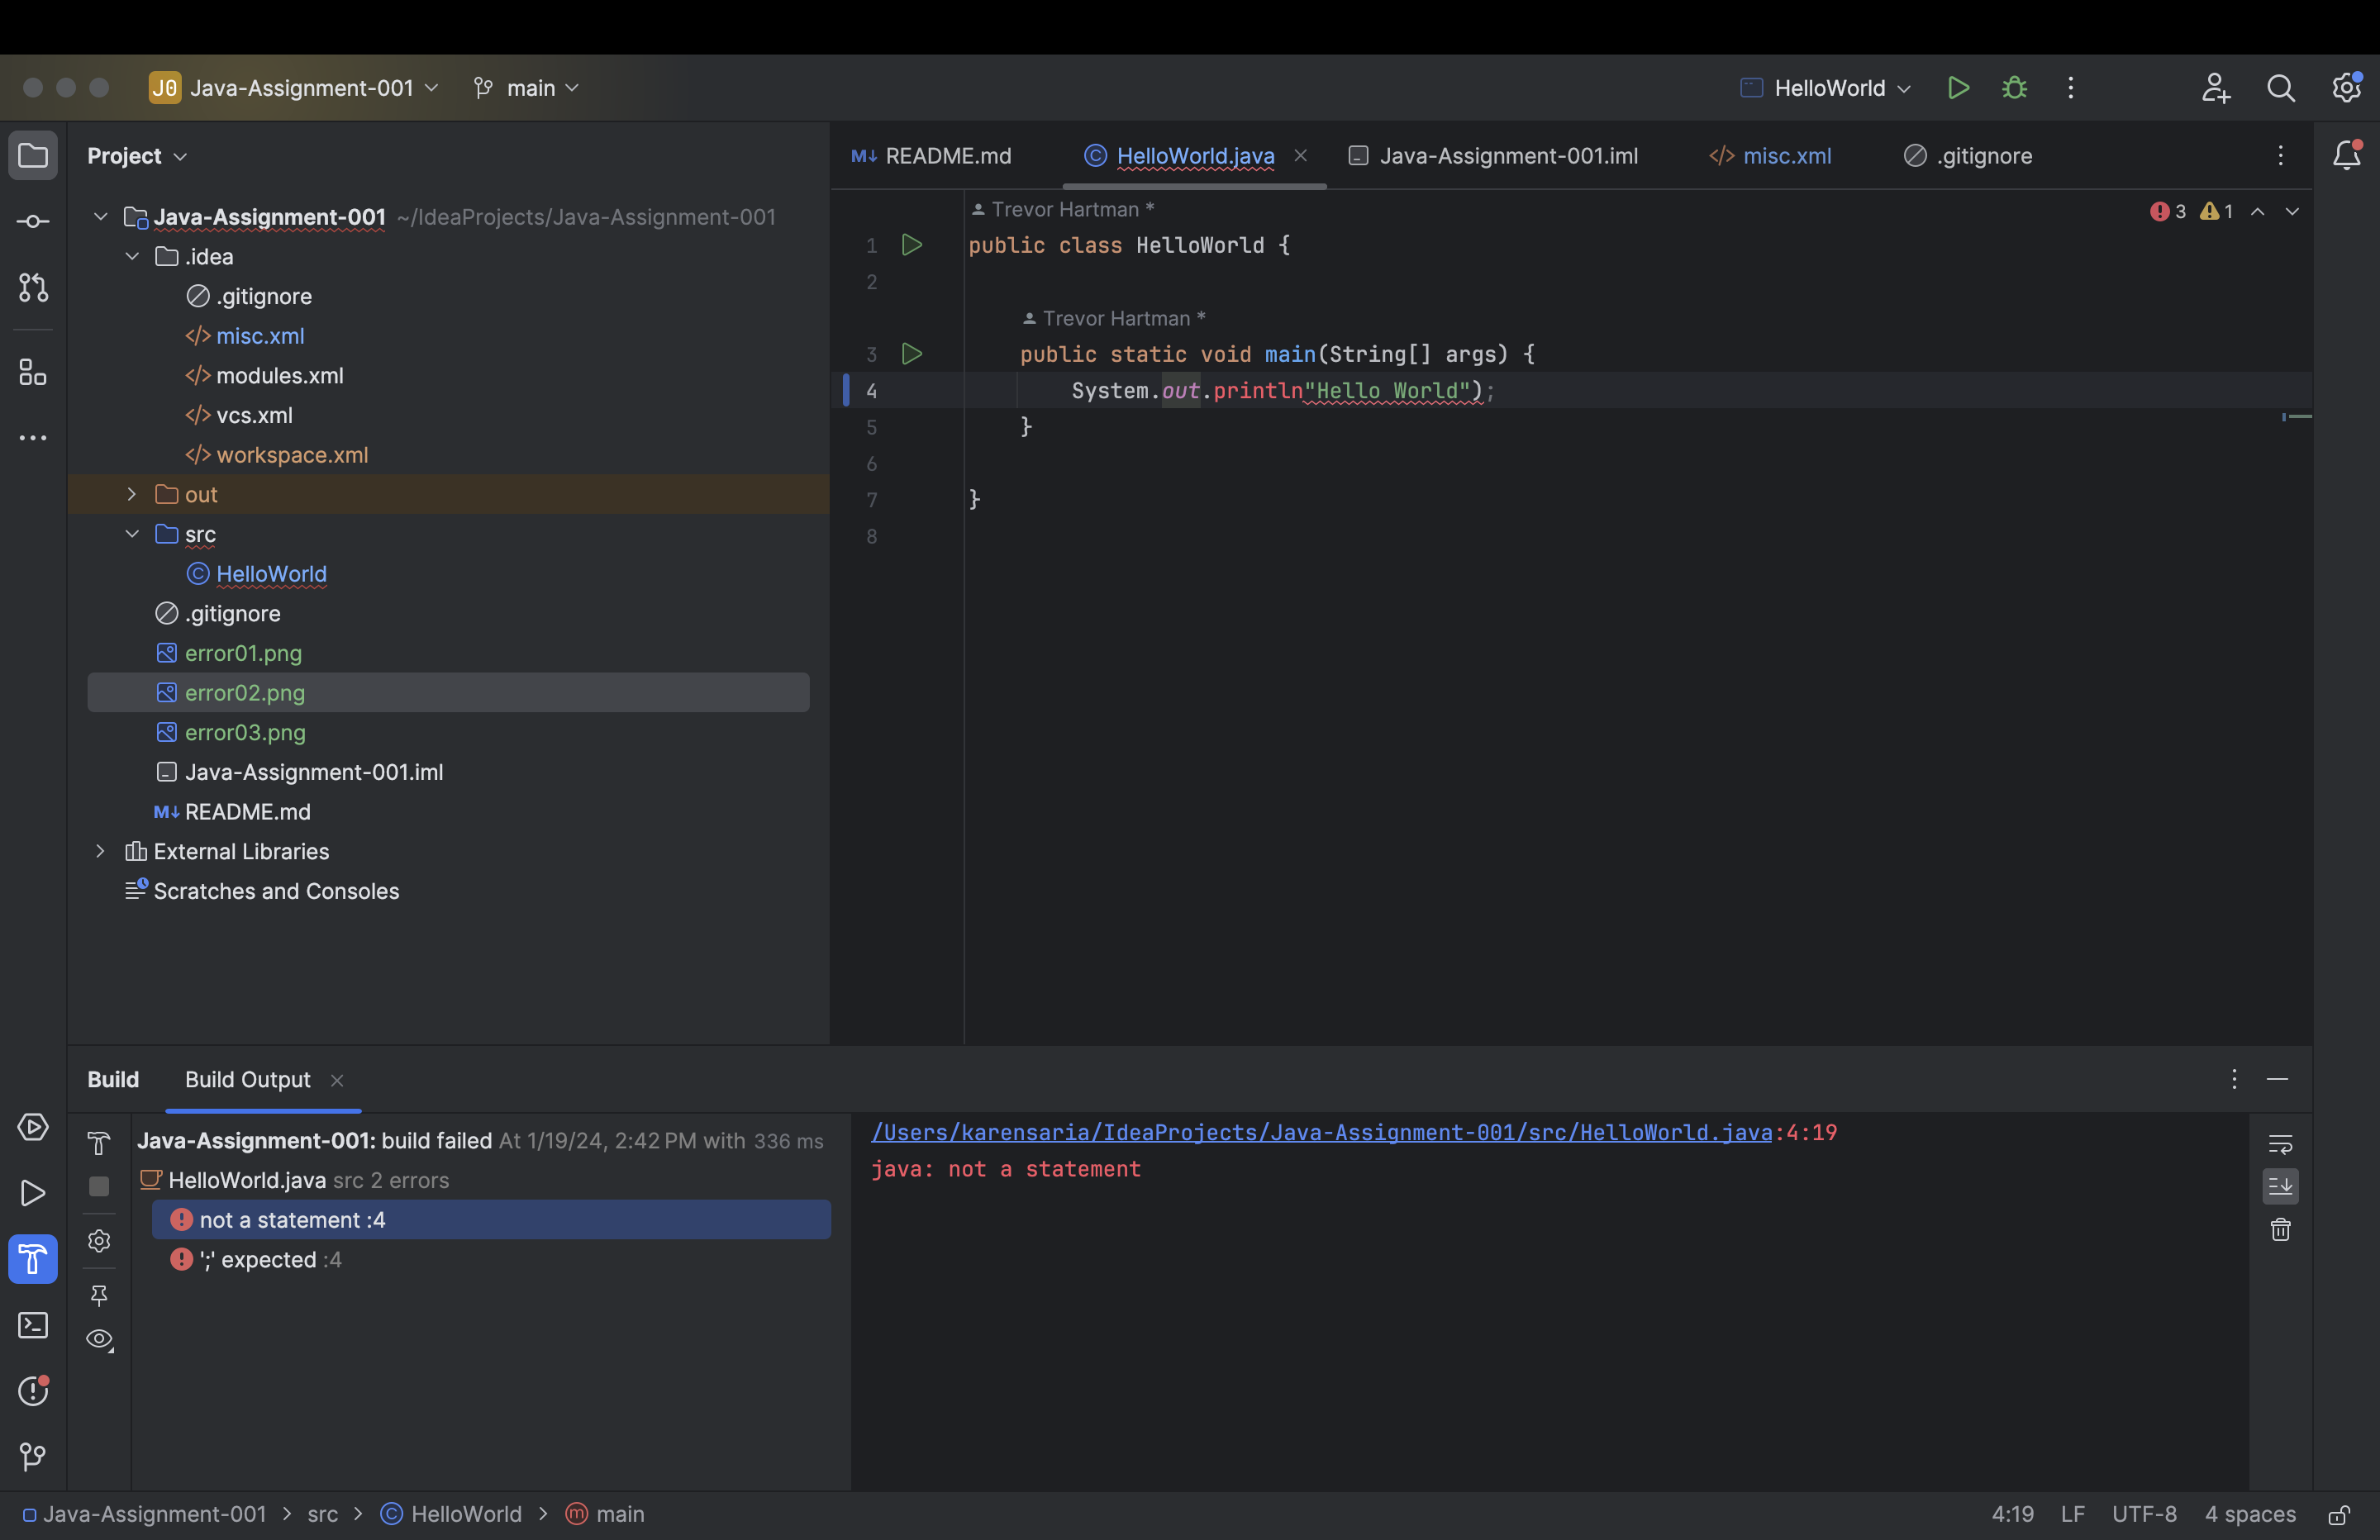 J0 Java-Assignment-001 main HelloWorld
Project
Java-Assignment-001 ~/IdeaProjects/Java-Assignment-001
.idea
.gitignore
</> misc.xml
</> modules.xml
</> vcs.xml
</> workspace.xml
out
src
C HelloWorld
.gitignore
error01.png
error02.png
error03.png
Java-Assignment-001.iml
M↓ README.md
External Libraries
Scratches and Consoles
M↓ README.md C HelloWorld.java Java-Assignment-001.iml </> misc.xml .gitignore
Trevor Hartman *
3 1
1 public class HelloWorld {
2
Trevor Hartman *
3 public static void main(String[] args) {
4 System.out.println"Hello World");
5 }
6
7 }
8
Build Build Output
Java-Assignment-001: build failed At 1/19/24, 2:42 PM with 336 ms
HelloWorld.java src 2 errors
not a statement :4
';' expected :4
/Users/karensaria/IdeaProjects/Java-Assignment-001/src/HelloWorld.java:4:19
java: not a statement
Java-Assignment-001 > src > C HelloWorld > m main
4:19 LF UTF-8 4 spaces